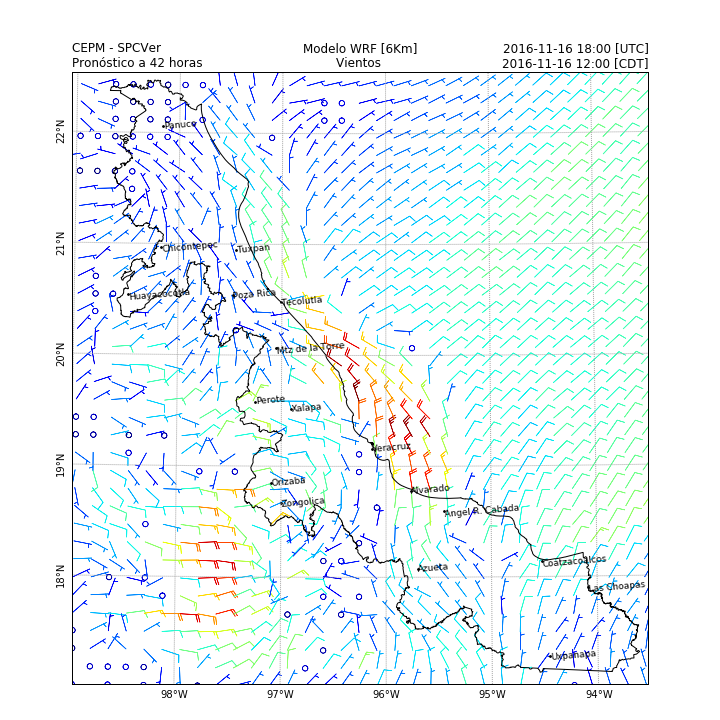 CEPM - SPCVer
Modelo WRF [6Km]
2016-11-16 18:00 [UTC]
Pronóstico a 42 horas
Vientos
2016-11-16 12:00 [CDT]
22°N
Panuco
21°N
Chicontepec
Tuxpan
Huayacocotla
Poza Rica
Tecolutla
20°N
Mtz de la Torre
Perote
Xalapa
Veracruz
19°N
Orizaba
Alvarado
Zongolica
Angel R. Cabada
Coatzacoalcos
18°N
Azueta
Las Choapas
Uxpanapa
98°W
97°W
96°W
95°W
94°W